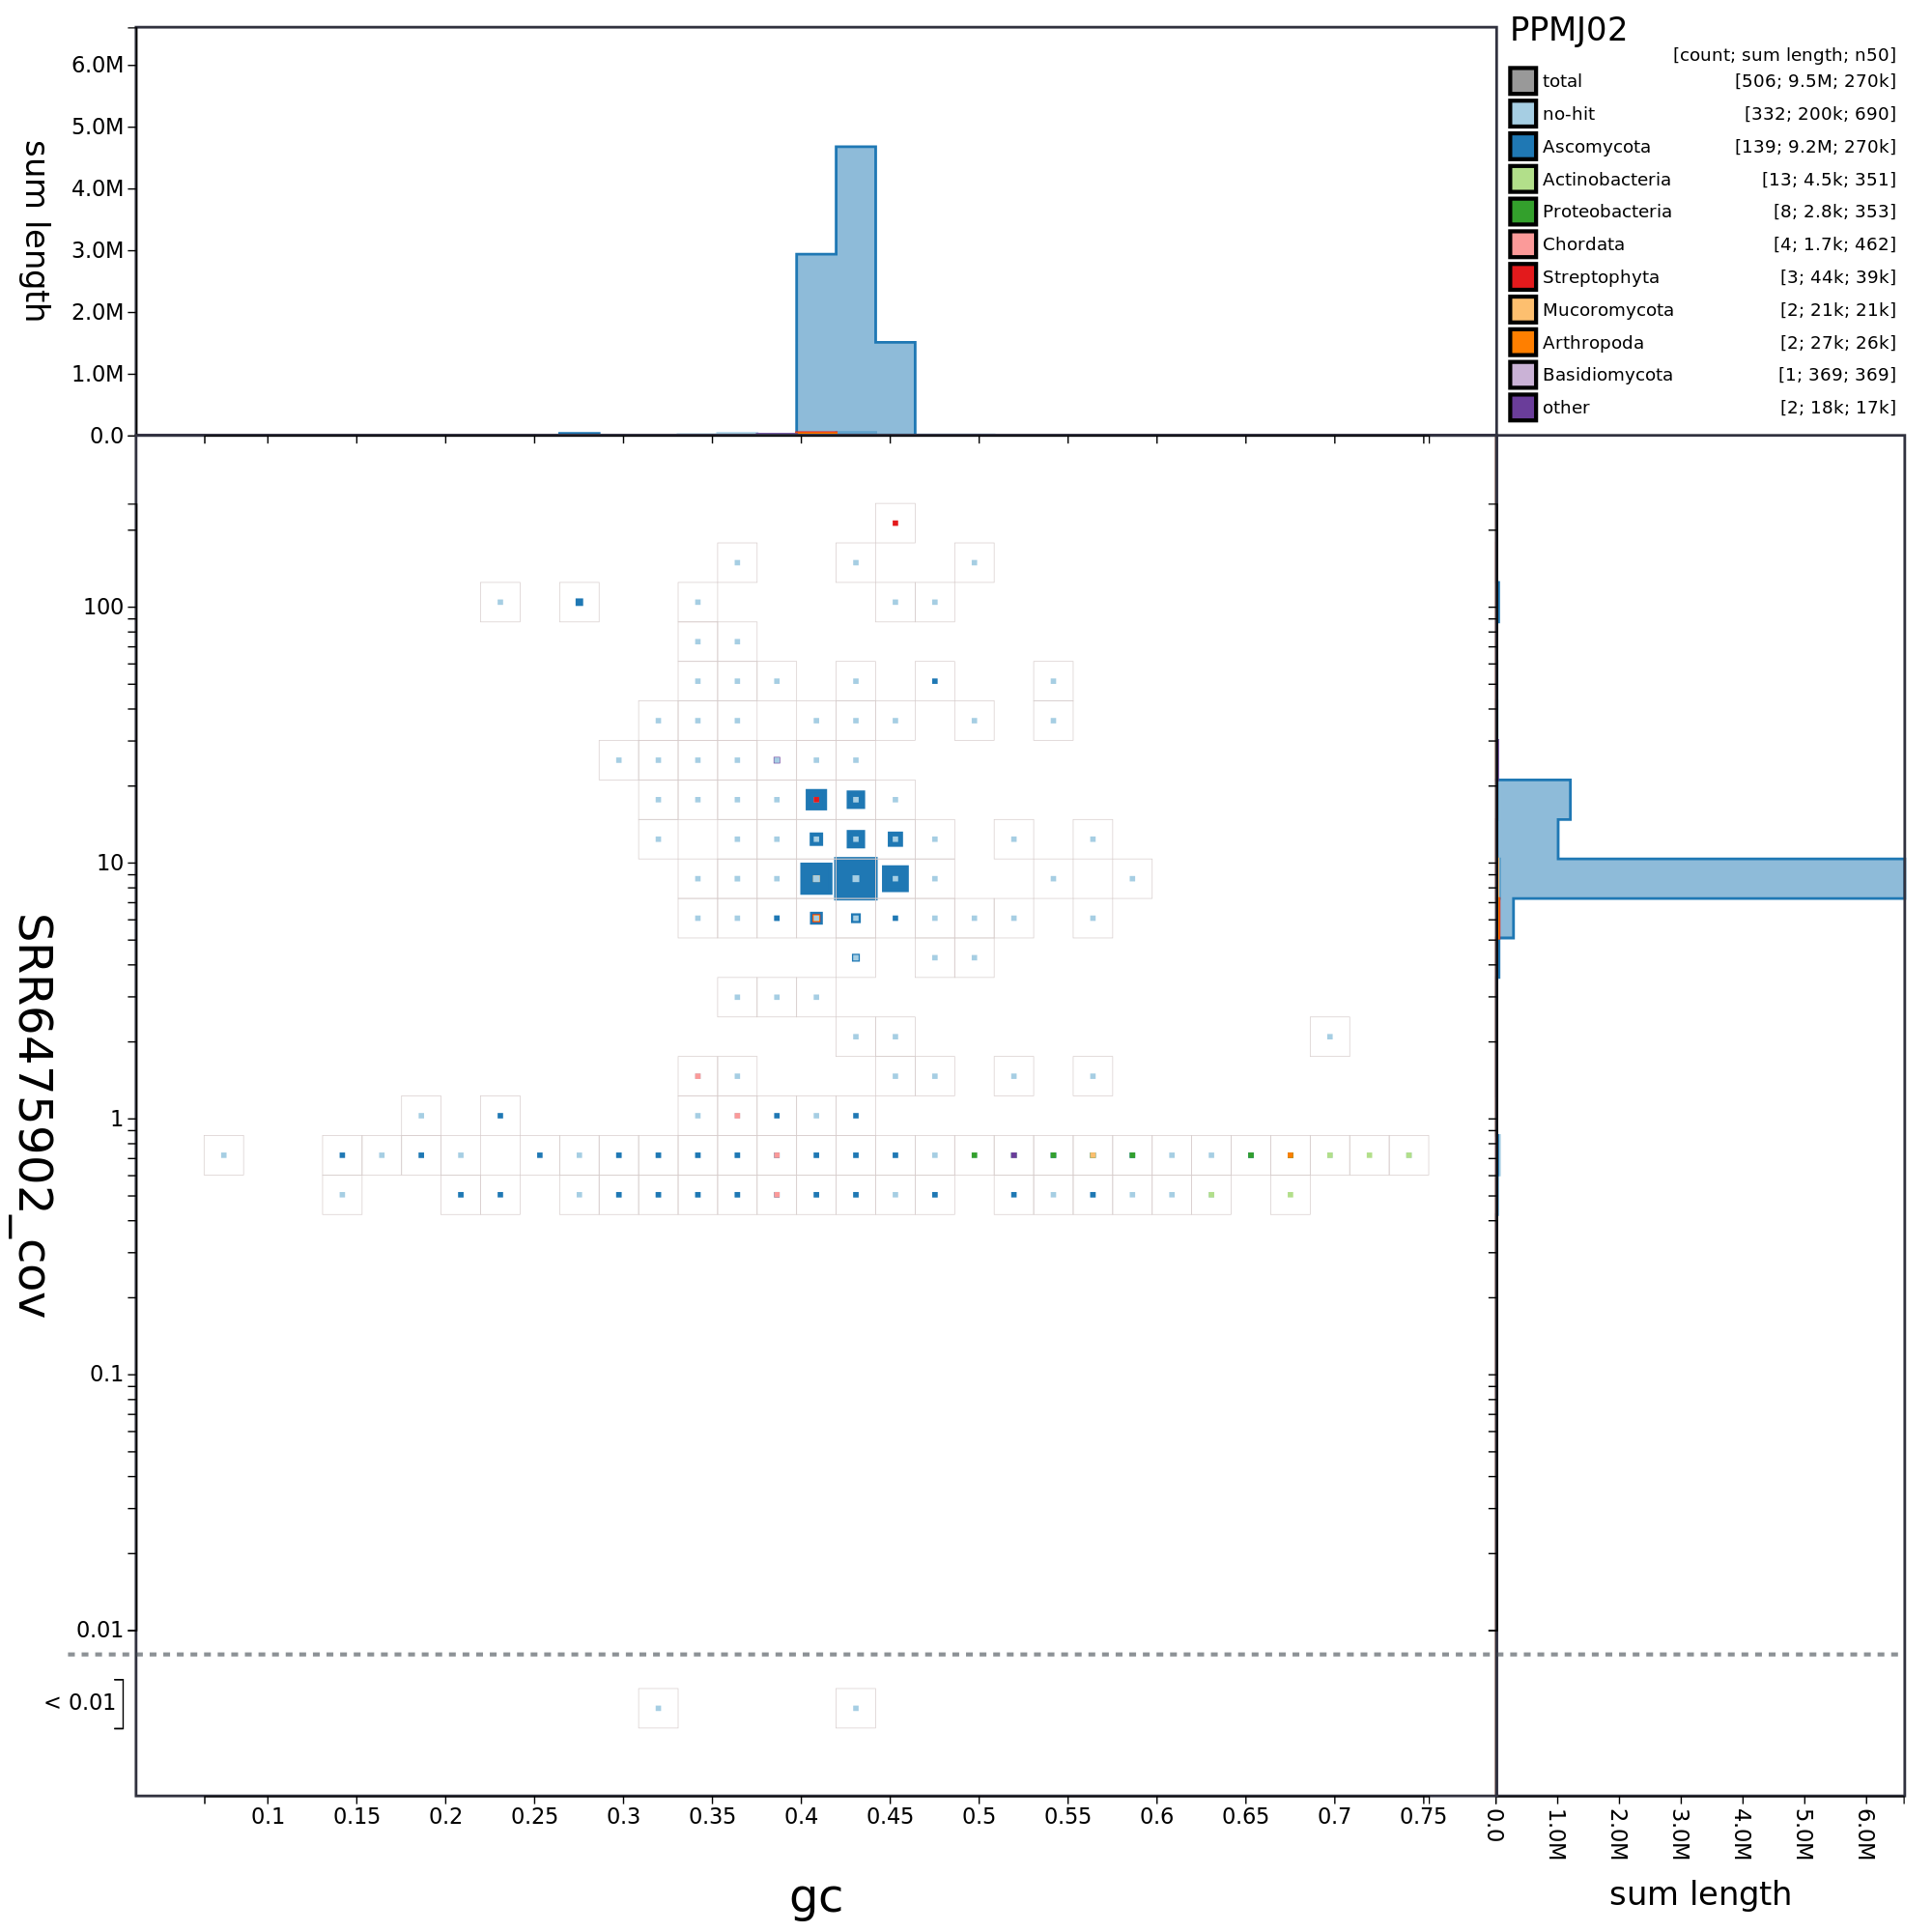 PPMJ02
[count; sum length; n50]
total [506; 9.5M; 270k]
no-hit [332; 200k; 690]
Ascomycota [139; 9.2M; 270k]
Actinobacteria [13; 4.5k; 351]
Proteobacteria [8; 2.8k; 353]
Chordata [4; 1.7k; 462]
Streptophyta [3; 44k; 39k]
Mucoromycota [2; 21k; 21k]
Arthropoda [2; 27k; 26k]
Basidiomycota [1; 369; 369]
other [2; 18k; 17k]
sum length
6.0M
5.0M
4.0M
3.0M
2.0M
1.0M
0.0
SRR6475902_cov
100
10
1
0.1
0.01
< 0.01
0.1 0.15 0.2 0.25 0.3 0.35 0.4 0.45 0.5 0.55 0.6 0.65 0.7 0.75
gc
0.0 1.0M 2.0M 3.0M 4.0M 5.0M 6.0M
sum length